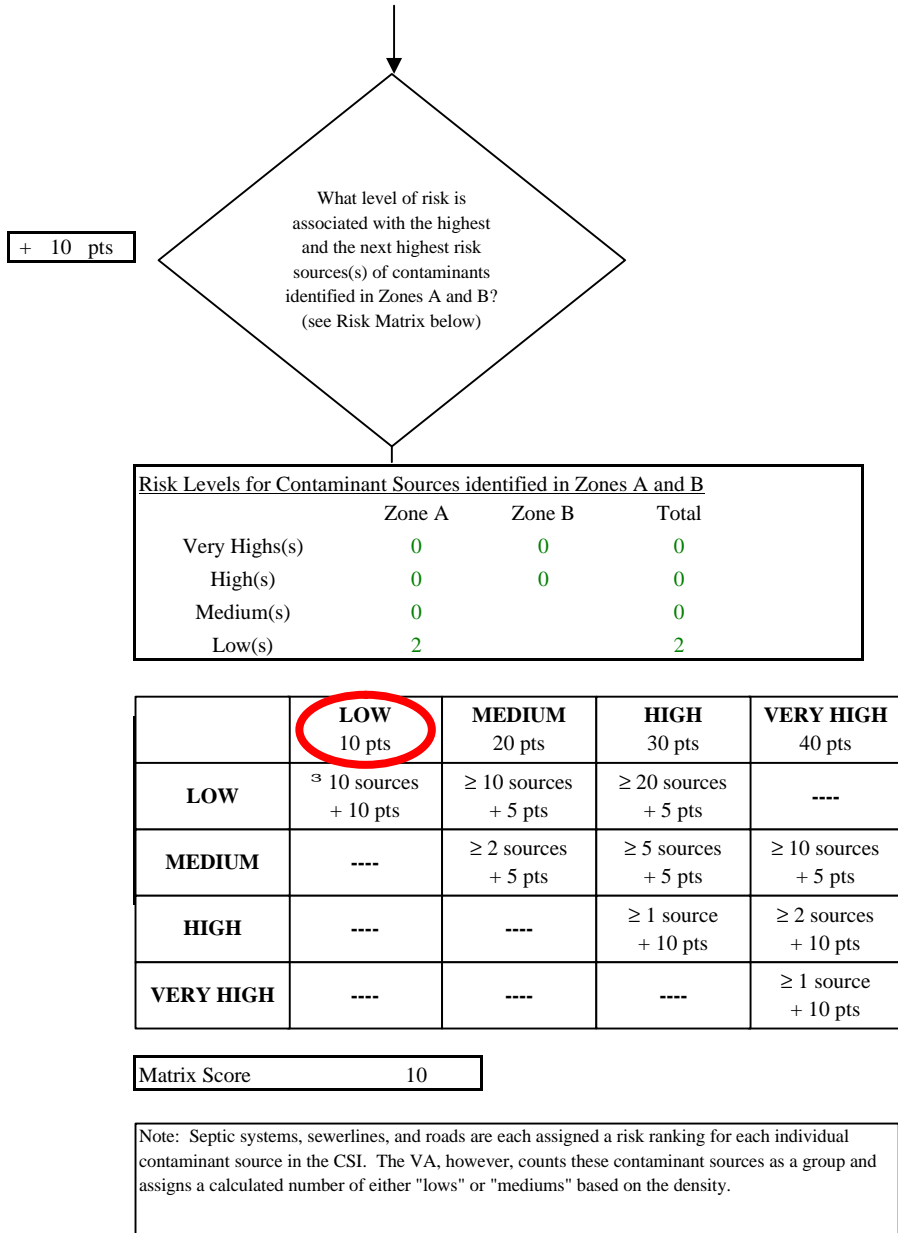 What level of risk is
associated with the highest
and the next highest risk
sources(s) of contaminants
identified in Zones A and B?
(see Risk Matrix below)
+ 10 pts
Risk Levels for Contaminant Sources identified in Zones A and B
Zone A Zone B Total
Very Highs(s) 0 0 0
High(s) 0 0 0
Medium(s) 0 0
Low(s) 2 2
LOW MEDIUM HIGH VERY HIGH
10 pts 20 pts 30 pts 40 pts
LOW ³ 10 sources + 10 pts ≥ 10 sources + 5 pts ≥ 20 sources + 5 pts ----
MEDIUM ---- ≥ 2 sources + 5 pts ≥ 5 sources + 5 pts ≥ 10 sources + 5 pts
HIGH ---- ---- ≥ 1 source + 10 pts ≥ 2 sources + 10 pts
VERY HIGH ---- ---- ---- ≥ 1 source + 10 pts
Matrix Score 10
Note: Septic systems, sewerlines, and roads are each assigned a risk ranking for each individual
contaminant source in the CSI. The VA, however, counts these contaminant sources as a group and
assigns a calculated number of either "lows" or "mediums" based on the density.